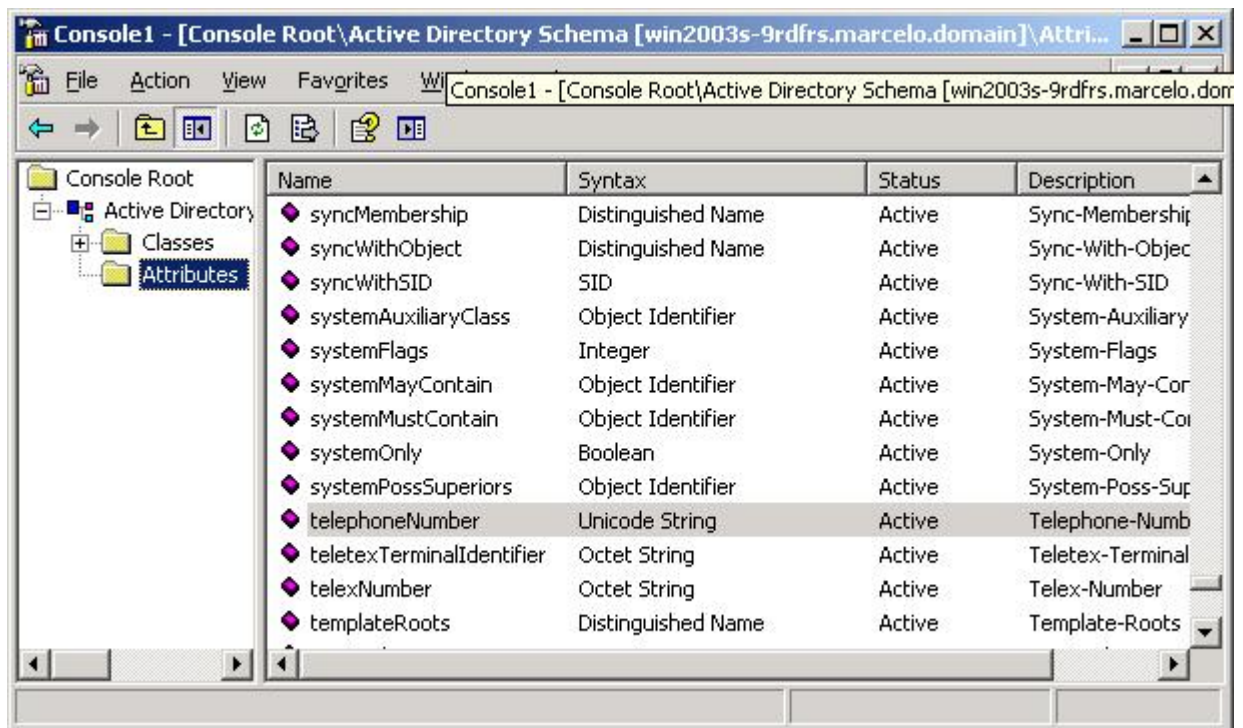 Console1 - [Console Root\Active Directory Schema [win2003s-9rdfrs.marcelo.domain]\Attri...
File Action View Favorites
Console1 - [Console Root\Active Directory Schema [win2003s-9rdfrs.marcelo.dom
Console Root
Active Directory
Classes
Attributes
Name Syntax Status Description
syncMembership Distinguished Name Active Sync-Membership
syncWithObject Distinguished Name Active Sync-With-Objec
syncWithSID SID Active Sync-With-SID
systemAuxiliaryClass Object Identifier Active System-Auxiliary
systemFlags Integer Active System-Flags
systemMayContain Object Identifier Active System-May-Con
systemMustContain Object Identifier Active System-Must-Con
systemOnly Boolean Active System-Only
systemPossSuperiors Object Identifier Active System-Poss-Sup
telephoneNumber Unicode String Active Telephone-Numb
teletexTerminalIdentifier Octet String Active Teletex-Terminal
telexNumber Octet String Active Telex-Number
templateRoots Distinguished Name Active Template-Roots